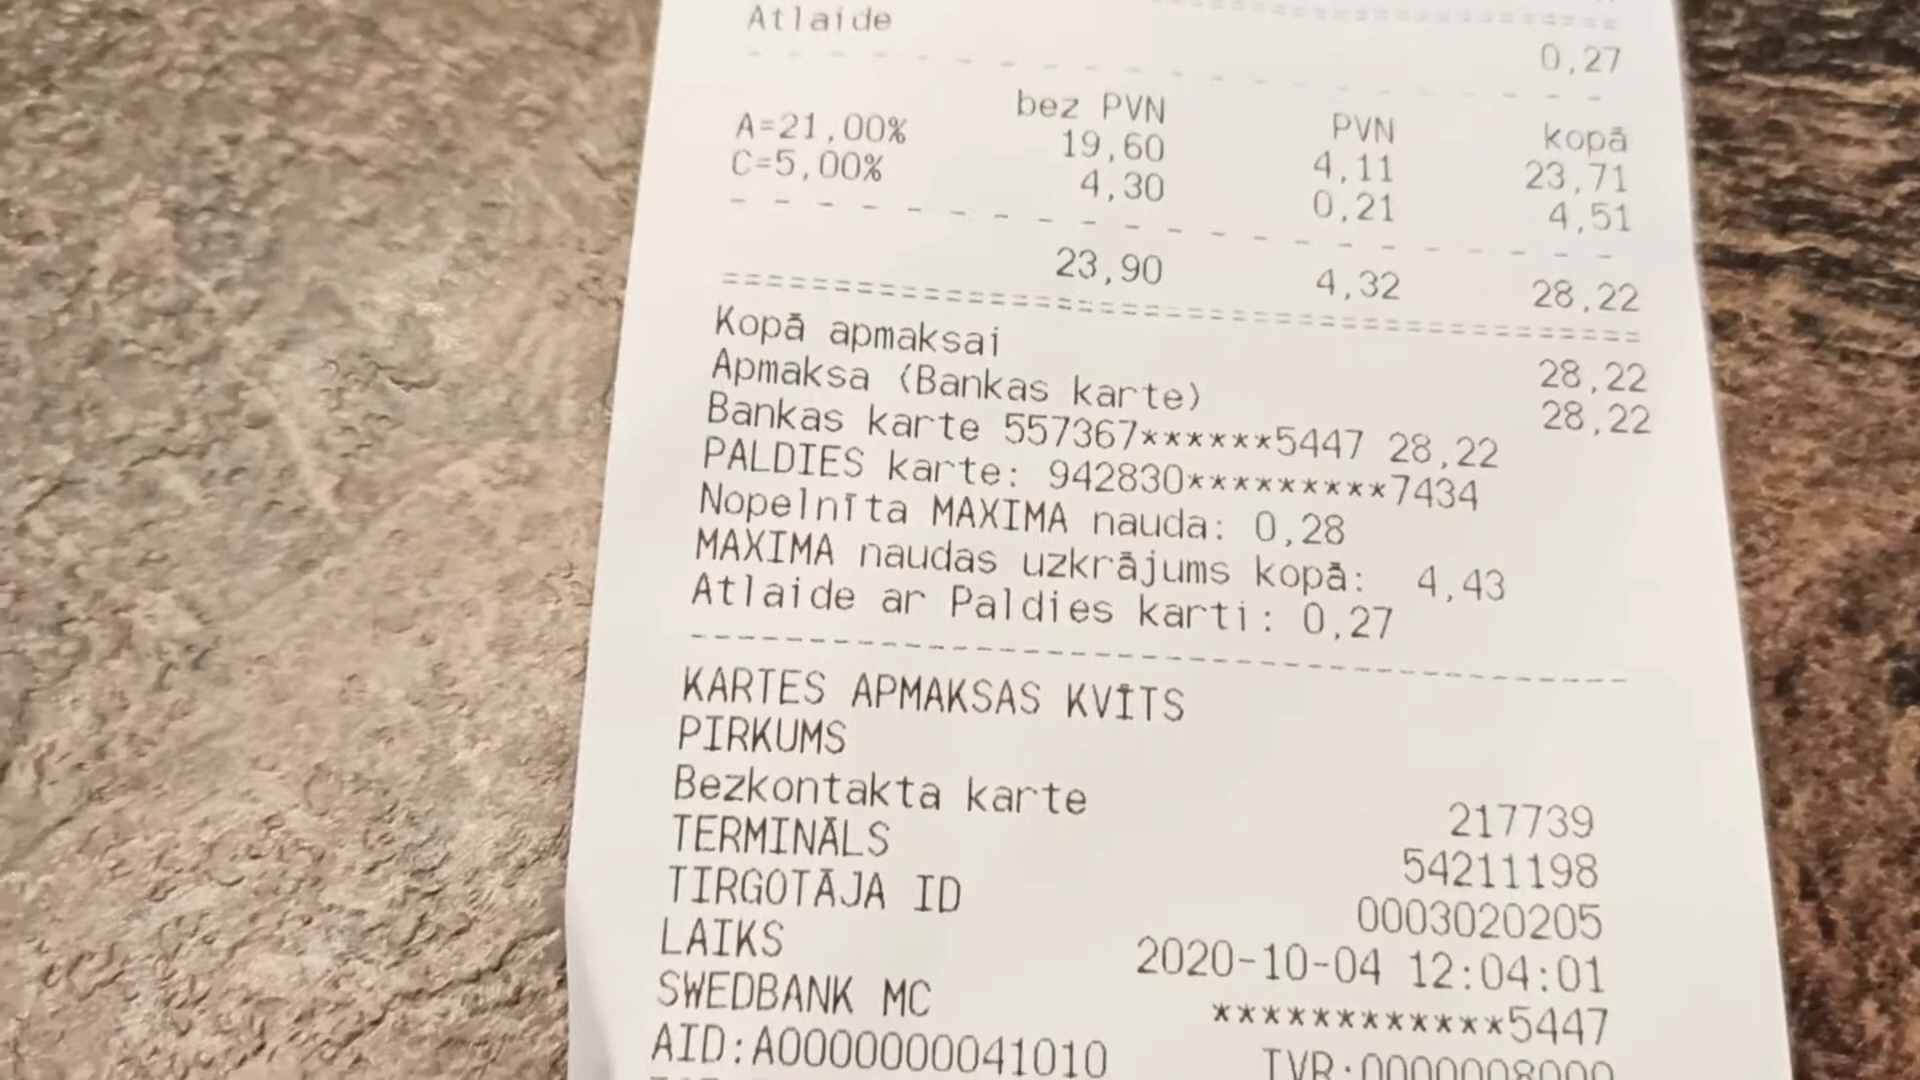 Atlaide 0,27
bez PVN PVN kopā
A=21,00% 19,60 4,11 23,71
C=5,00% 4,30 0,21 4,51
23,90 4,32 28,22
Kopā apmaksai 28,22
Apmaksa (Bankas karte) 28,22
Bankas karte 557367******5447 28,22
PALDIES karte: 942830*********7434
Nopelnīta MAXIMA nauda: 0,28
MAXIMA naudas uzkrājums kopā: 4,43
Atlaide ar Paldies karti: 0,27
KARTES APMAKSAS KVĪTS
PIRKUMS
Bezkontakta karte 217739
TERMINĀLS 54211198
TIRGOTĀJA ID 0003020205
LAIKS 2020-10-04 12:04:01
SWEDBANK MC ************5447
AID:A0000000041010 TVR:0000008000